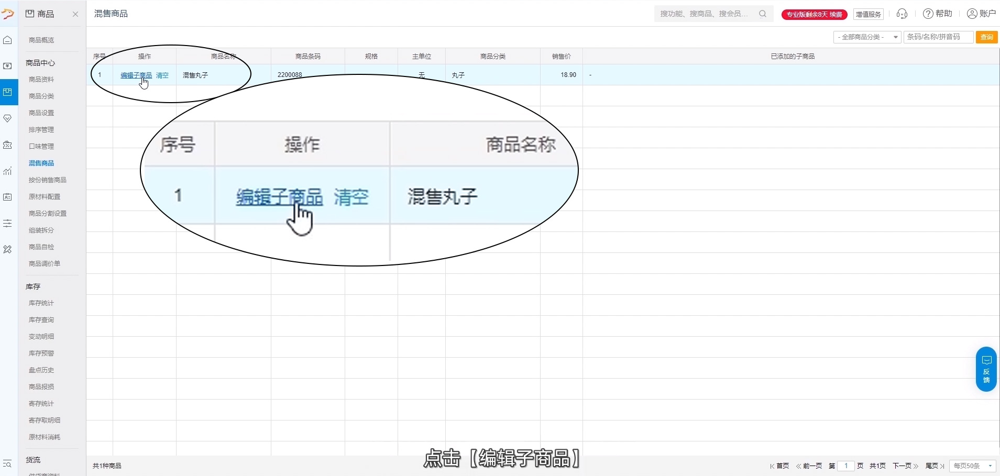 商品
混售商品
搜功能、搜商品、搜会员...
专业版剩余8天 续费
增值服务
帮助
账户
- 全部商品分类 -
条码/名称/拼音码
查询
商品概览
商品中心
商品资料
商品分类
商品设置
排序管理
口味管理
混售商品
按份销售商品
原材料配置
商品分割设置
组装拆分
商品自检
商品调价单
库存
库存统计
库存查询
变动明细
库存预警
盘点历史
商品报损
寄存统计
寄存取明细
原材料消耗
货流
供货商资料
序号 操作 商品名称 商品条码 规格 主单位 商品分类 销售价 已添加的子商品
1 编辑子商品 清空 混售丸子 2200088 无 丸子 18.90 -
序号 操作 商品名称
1 编辑子商品 清空 混售丸子
反馈
点击【编辑子商品】
共1种商品
首页 前一页 第 1 页 共1页 下一页 尾页 每页50条